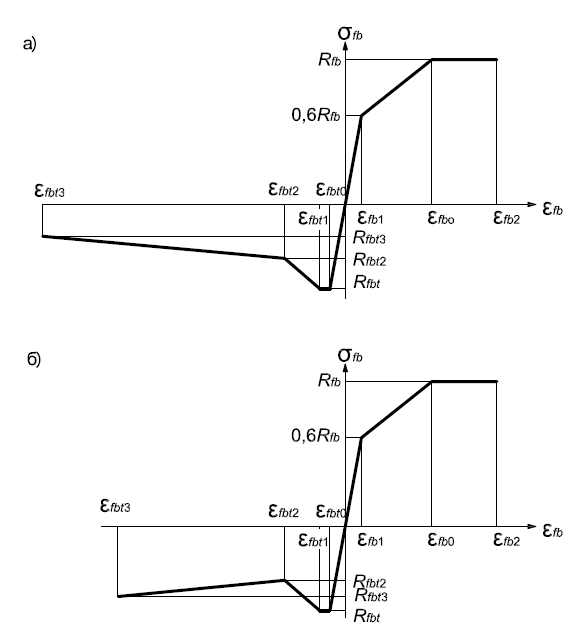 а)
σfb
Rfb
0,6Rfb
εfbt3
εfbt2
εfbt0
εfbt1
εfb1
εfbo
εfb2
εfb
Rfbt3
Rfbt2
Rfbt
б)
σfb
Rfb
0,6Rfb
εfbt3
εfbt2
εfbt0
εfbt1
εfb1
εfb0
εfb2
εfb
Rfbt2
Rfbt3
Rfbt